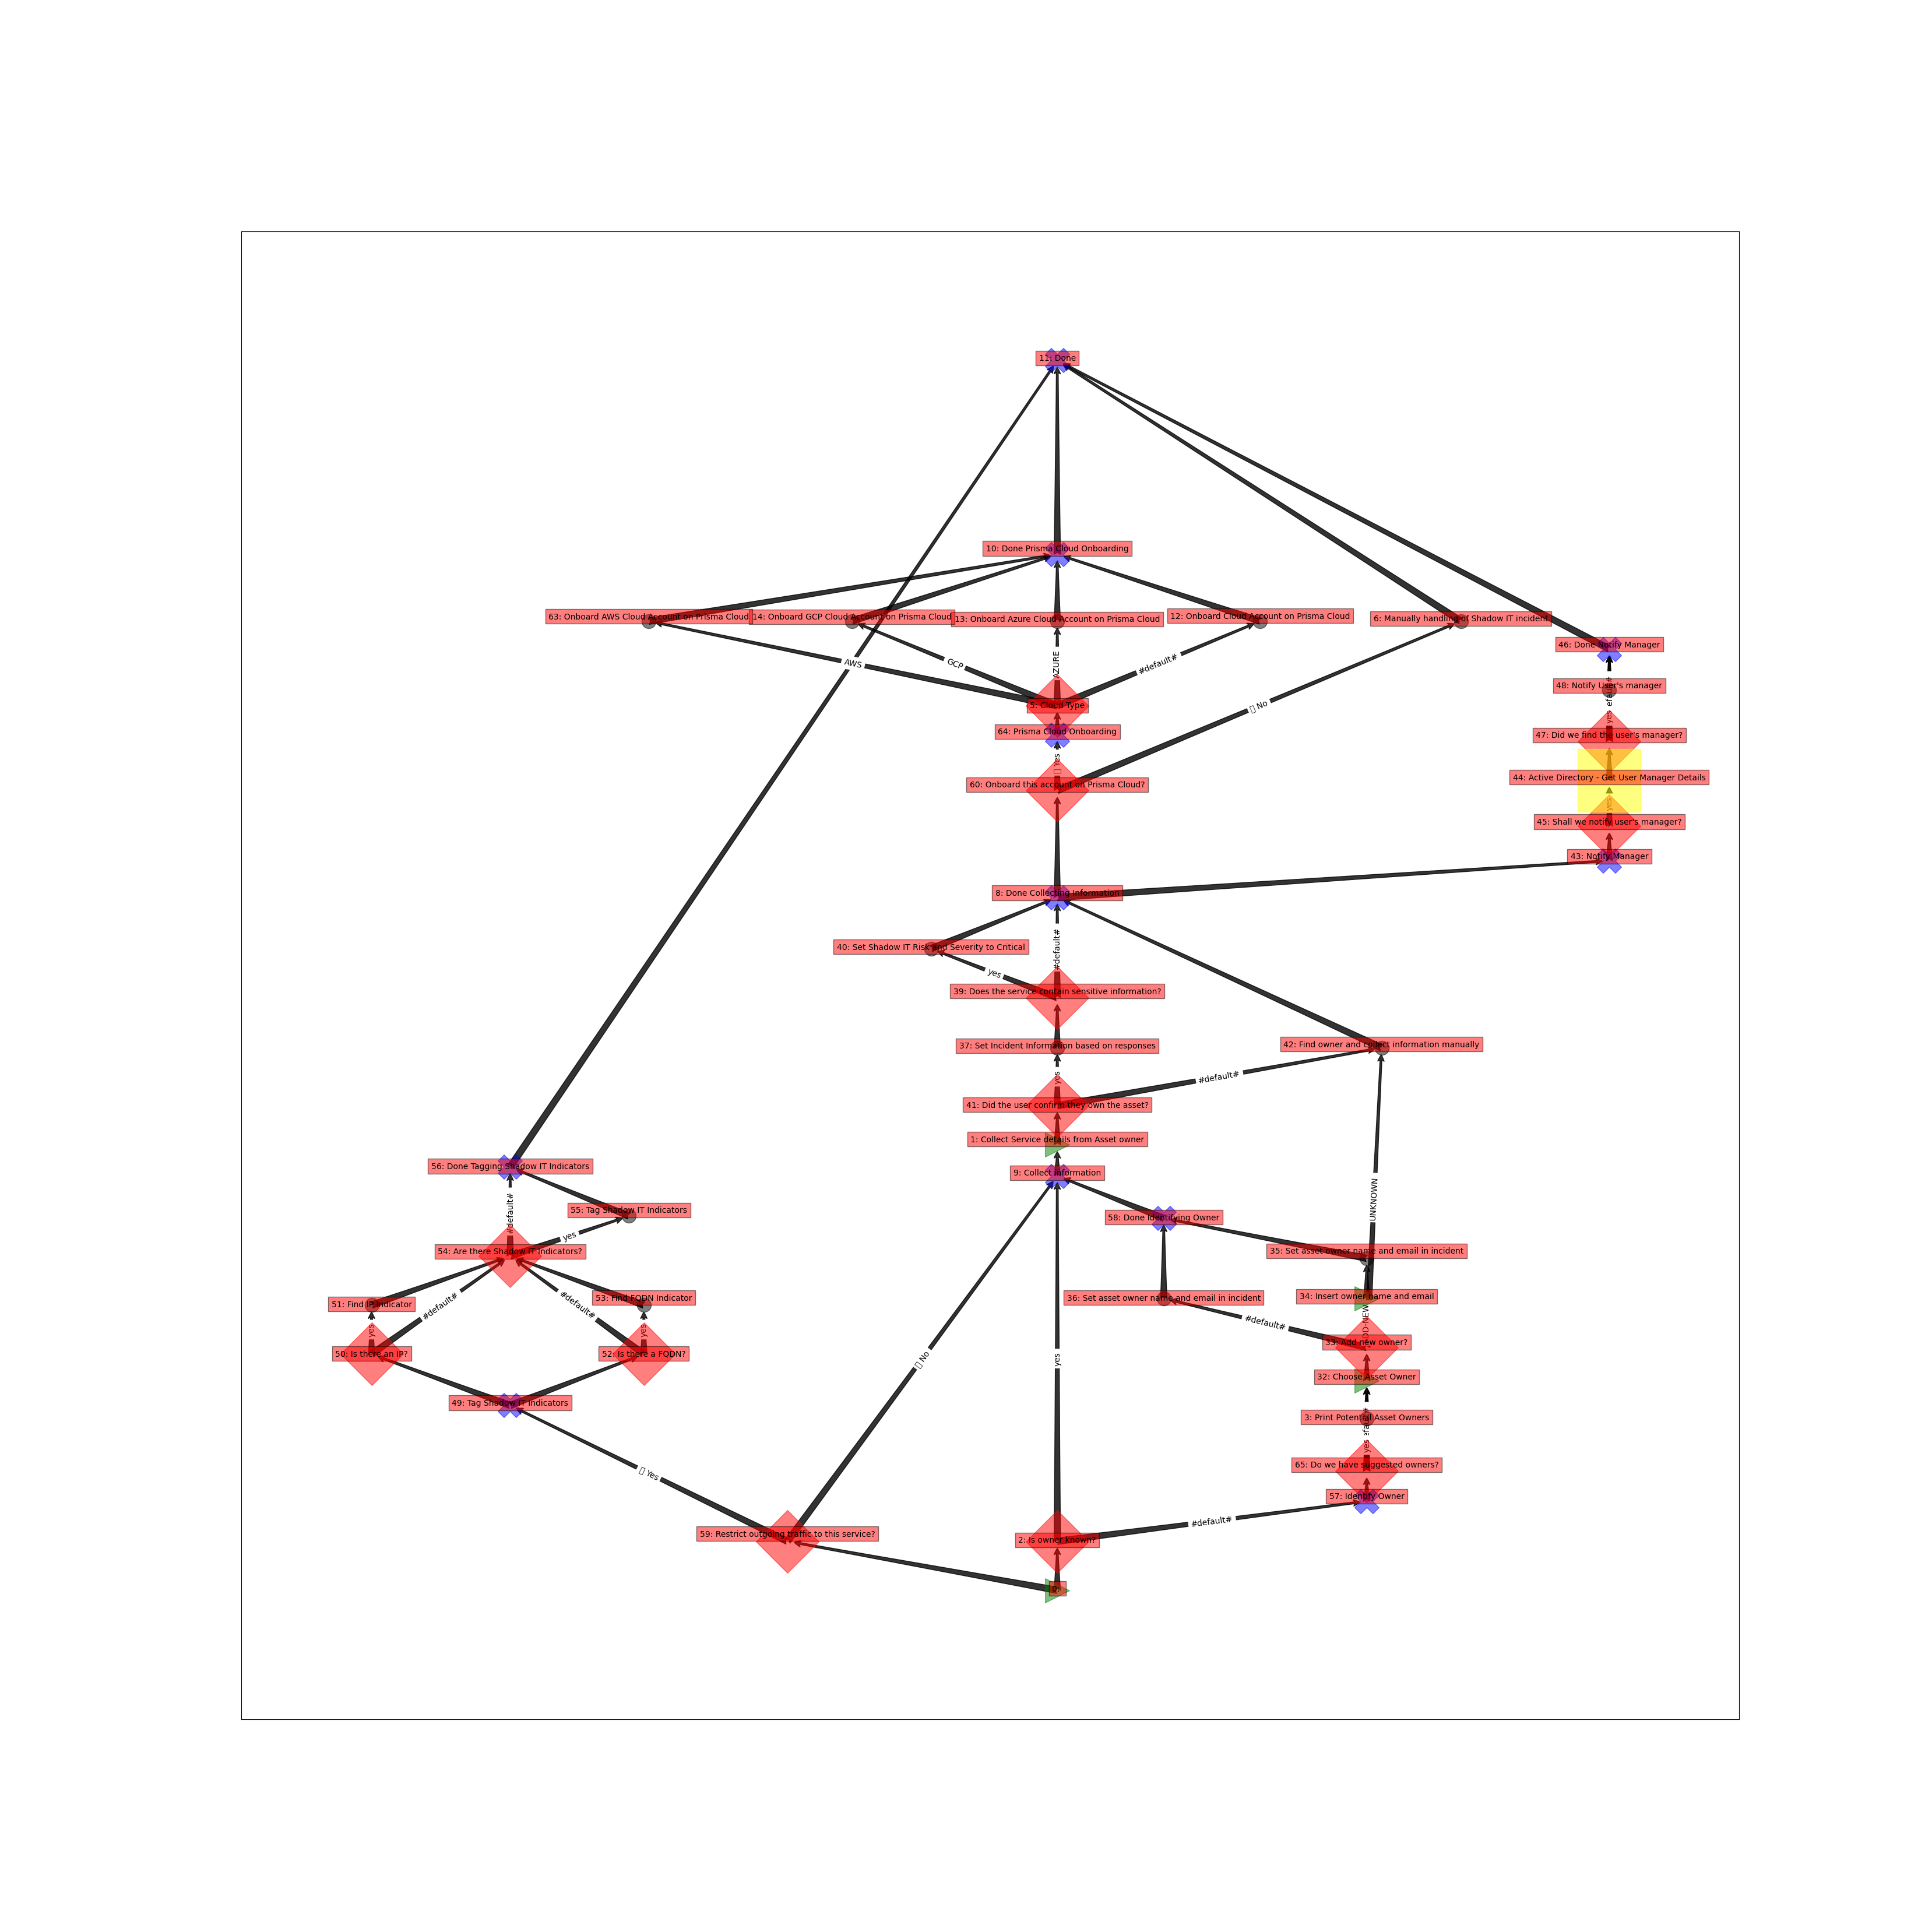 11: Done
10: Done Prisma Cloud Onboarding
63: Onboard AWS Cloud Account on Prisma Cloud
14: Onboard GCP Cloud Account on Prisma Cloud
13: Onboard Azure Cloud Account on Prisma Cloud
12: Onboard Cloud Account on Prisma Cloud
6: Manually handling of Shadow IT incident
46: Done Notify Manager
AWS
GCP
AZURE
#default#
48: Notify User's manager
5: Cloud Type
No
yes
64: Prisma Cloud Onboarding
47: Did we find the user's manager?
Yes
44: Active Directory - Get User Manager Details
60: Onboard this account on Prisma Cloud?
yes
45: Shall we notify user's manager?
43: Notify Manager
8: Done Collecting Information
40: Set Shadow IT Risk and Severity to Critical
#default#
yes
39: Does the service contain sensitive information?
37: Set Incident Information based on responses
42: Find owner and collect information manually
yes
#default#
41: Did the user confirm they own the asset?
1: Collect Service details from Asset owner
56: Done Tagging Shadow IT Indicators
9: Collect Information
UNKNOWN
55: Tag Shadow IT Indicators
#default#
yes
58: Done Identifying Owner
54: Are there Shadow IT Indicators?
35: Set asset owner name and email in incident
51: Find IP Indicator
#default#
#default#
53: Find FQDN Indicator
36: Set asset owner name and email in incident
34: Insert owner name and email
yes
yes
#default#
33: Add new owner?
50: Is there an IP?
52: Is there a FQDN?
No
yes
32: Choose Asset Owner
49: Tag Shadow IT Indicators
3: Print Potential Asset Owners
yes
65: Do we have suggested owners?
Yes
57: Identify Owner
#default#
59: Restrict outgoing traffic to this service?
2: Is owner known?